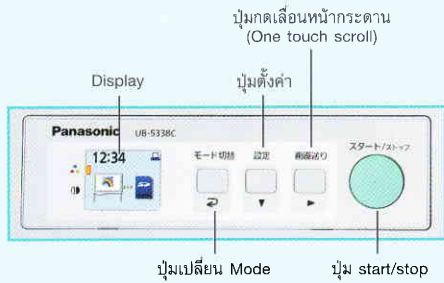 ปุ่มกดเลื่อนหน้ากระดาน
(One touch scroll)
Display
ปุ่มตั้งค่า
Panasonic UB-5338C
12:34
モード切替
設定
画面送り
スタート/ストップ
ปุ่มเปลี่ยน Mode
ปุ่ม start/stop